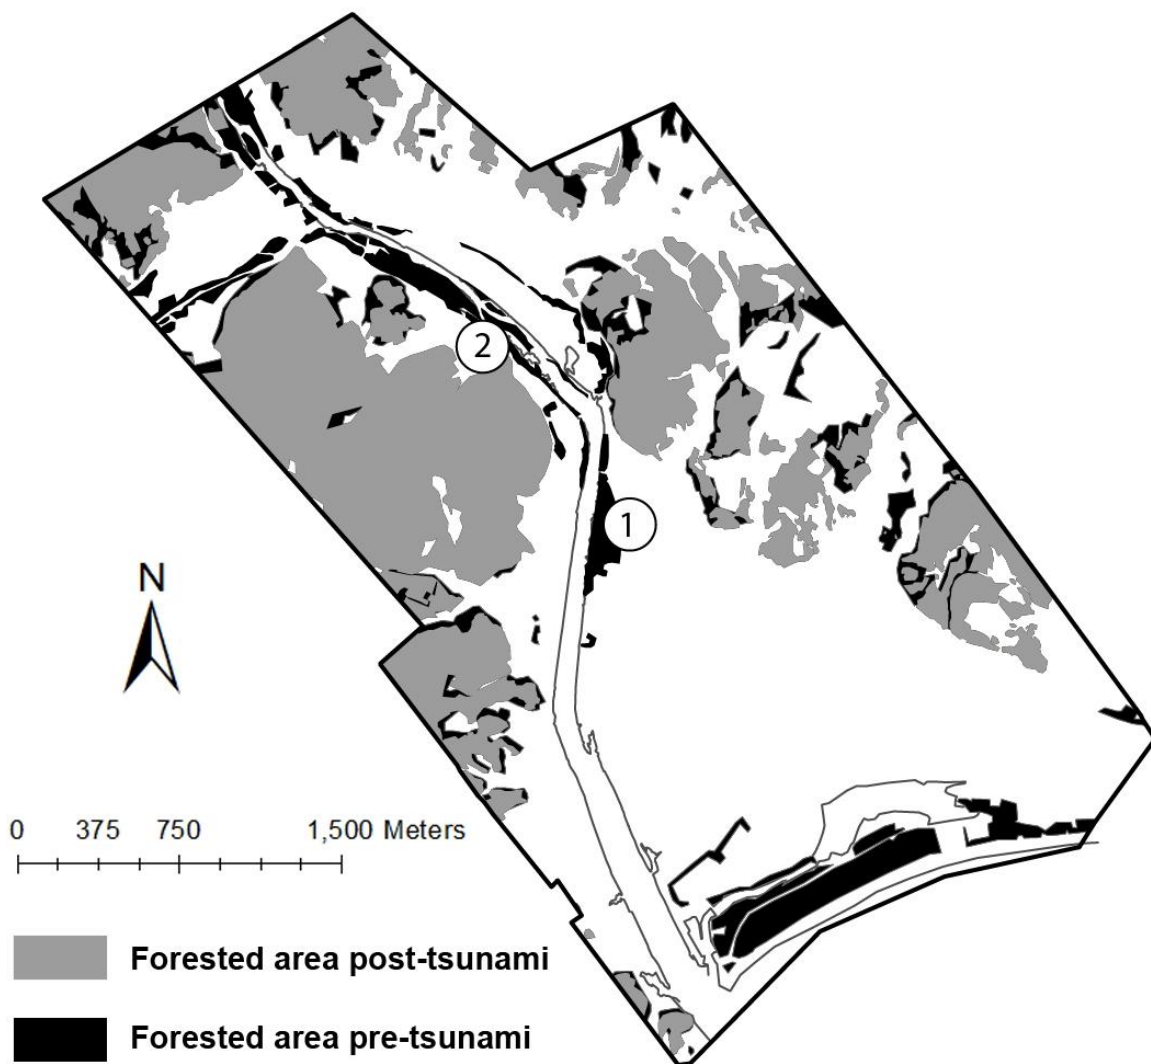 2
1
N
0 375 750 1,500 Meters
Forested area post-tsunami
Forested area pre-tsunami